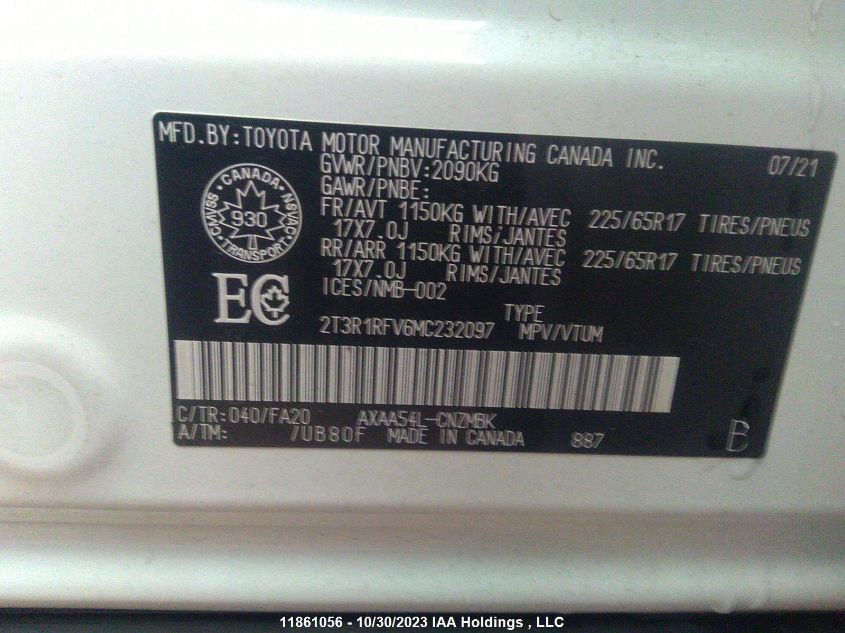 MFD.BY:TOYOTA MOTOR MANUFACTURING CANADA INC. 07/21
GVWR/PNBV:2090KG
GAWR/PNBE:
FR/AVT 1150KG WITH/AVEC 225/65R17 TIRES/PNEUS
17X7.0J RIMS/JANTES
RR/ARR 1150KG WITH/AVEC 225/65R17 TIRES/PNEUS
17X7.0J RIMS/JANTES
ICES/NMB-002
CANADA
CMVSS 930 NSVAC
TRANSPORT
EC
TYPE
2T3R1RFV6MC232097 MPV/VTUM
C/TR:040/FA20 AXAA54L-CNZMBK
A/TM: /UB80F MADE IN CANADA 887 B
11861056 - 10/30/2023 IAA Holdings , LLC